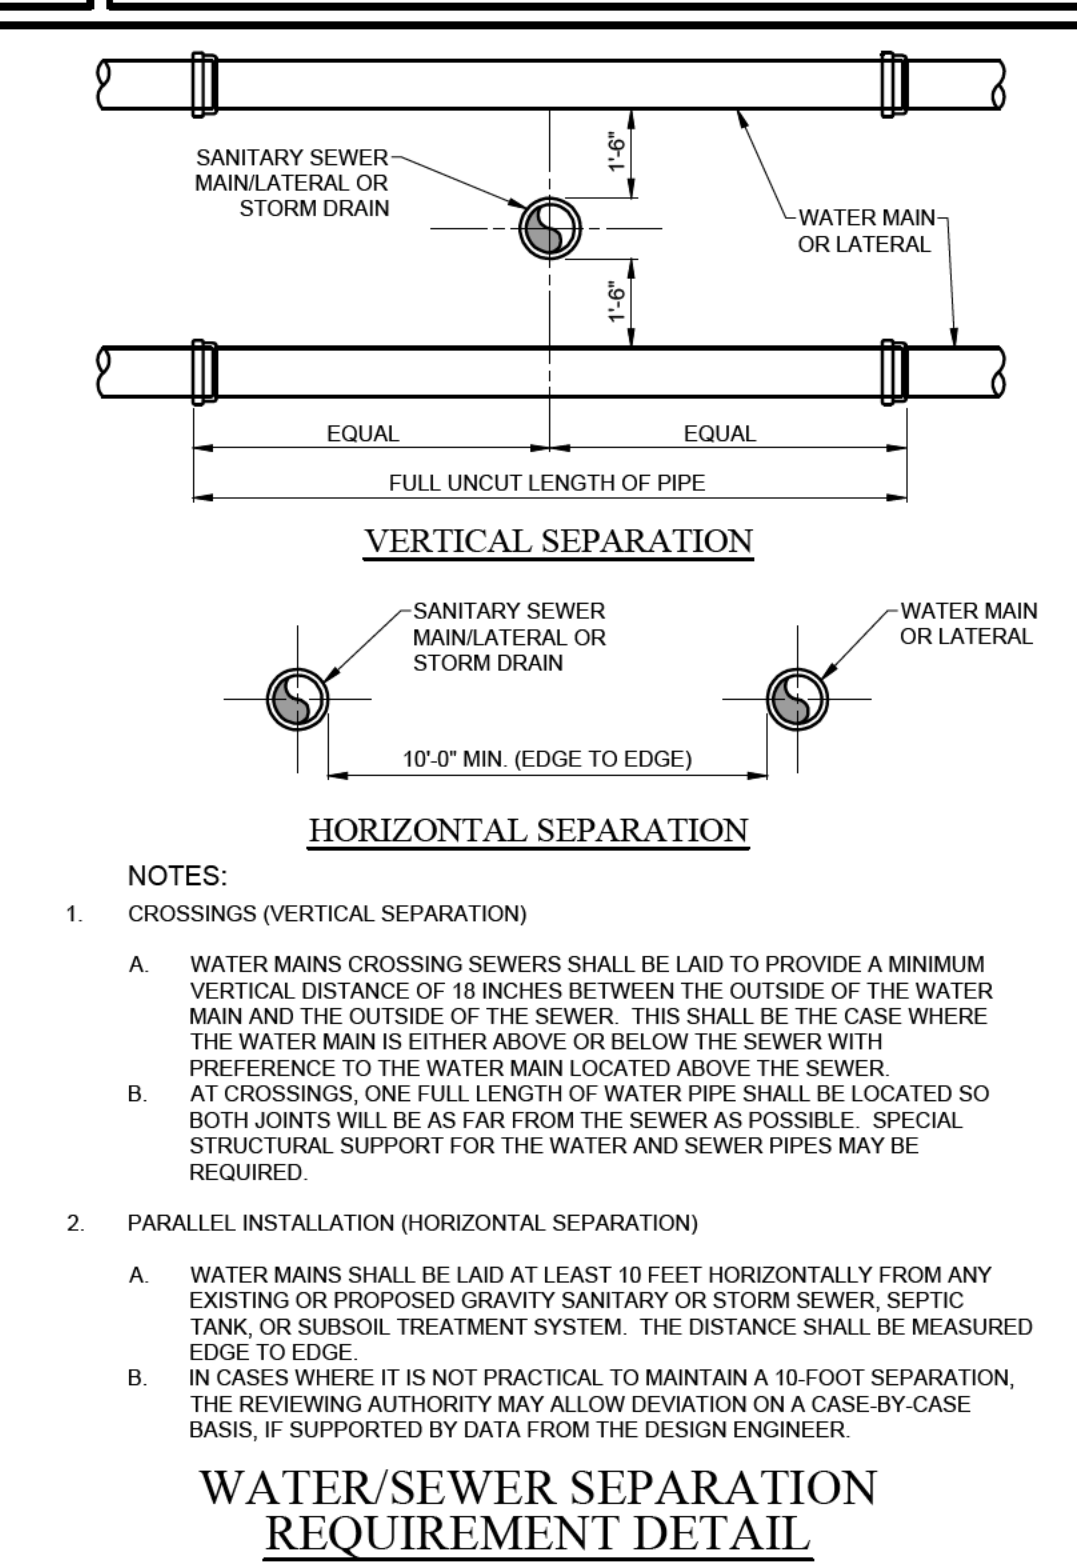 SANITARY SEWER
MAIN/LATERAL OR
STORM DRAIN
1'-6"
WATER MAIN
OR LATERAL
1'-6"
EQUAL
EQUAL
FULL UNCUT LENGTH OF PIPE
VERTICAL SEPARATION
SANITARY SEWER
MAIN/LATERAL OR
STORM DRAIN
WATER MAIN
OR LATERAL
10'-0" MIN. (EDGE TO EDGE)
HORIZONTAL SEPARATION
NOTES:
1. CROSSINGS (VERTICAL SEPARATION)
A. WATER MAINS CROSSING SEWERS SHALL BE LAID TO PROVIDE A MINIMUM
VERTICAL DISTANCE OF 18 INCHES BETWEEN THE OUTSIDE OF THE WATER
MAIN AND THE OUTSIDE OF THE SEWER. THIS SHALL BE THE CASE WHERE
THE WATER MAIN IS EITHER ABOVE OR BELOW THE SEWER WITH
PREFERENCE TO THE WATER MAIN LOCATED ABOVE THE SEWER.
B. AT CROSSINGS, ONE FULL LENGTH OF WATER PIPE SHALL BE LOCATED SO
BOTH JOINTS WILL BE AS FAR FROM THE SEWER AS POSSIBLE. SPECIAL
STRUCTURAL SUPPORT FOR THE WATER AND SEWER PIPES MAY BE
REQUIRED.
2. PARALLEL INSTALLATION (HORIZONTAL SEPARATION)
A. WATER MAINS SHALL BE LAID AT LEAST 10 FEET HORIZONTALLY FROM ANY
EXISTING OR PROPOSED GRAVITY SANITARY OR STORM SEWER, SEPTIC
TANK, OR SUBSOIL TREATMENT SYSTEM. THE DISTANCE SHALL BE MEASURED
EDGE TO EDGE.
B. IN CASES WHERE IT IS NOT PRACTICAL TO MAINTAIN A 10-FOOT SEPARATION,
THE REVIEWING AUTHORITY MAY ALLOW DEVIATION ON A CASE-BY-CASE
BASIS, IF SUPPORTED BY DATA FROM THE DESIGN ENGINEER.
WATER/SEWER SEPARATION
REQUIREMENT DETAIL